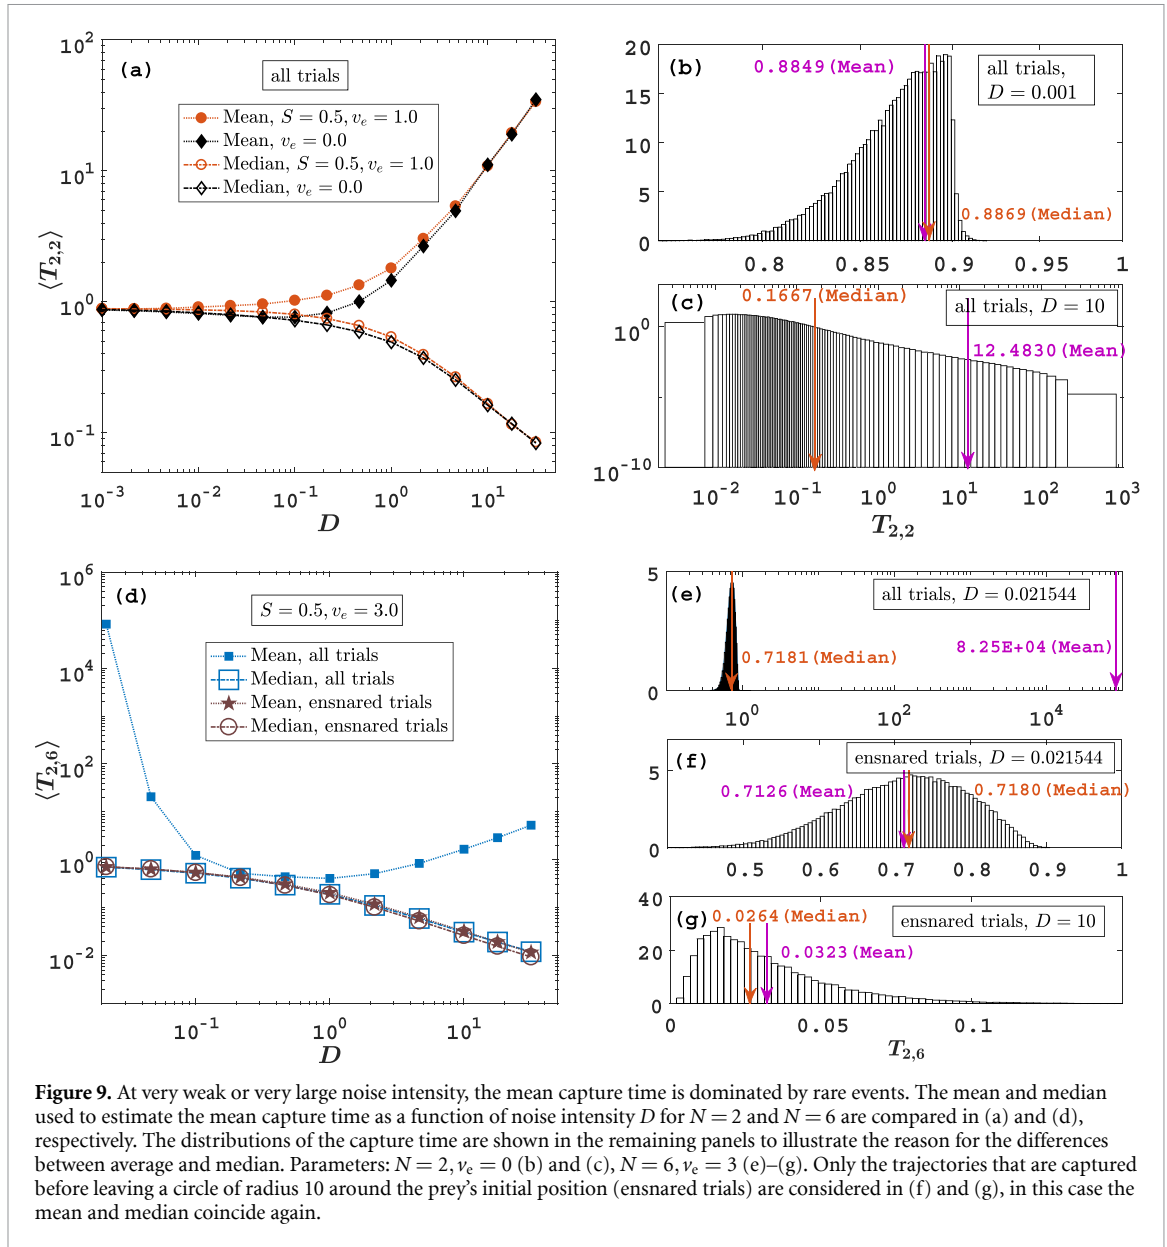 (a)
all trials
Mean, S = 0.5, v_e = 1.0
Mean, v_e = 0.0
Median, S = 0.5, v_e = 1.0
Median, v_e = 0.0
10^2
10^1
10^0
10^-1
⟨T_{2,2}⟩
10^-3 10^-2 10^-1 10^0 10^1
D
(b)
0.8849(Mean)
all trials,
D = 0.001
0.8869(Median)
20
15
10
5
0
0.8 0.85 0.9 0.95 1
(c)
0.1667(Median)
all trials, D = 10
12.4830(Mean)
10^0
10^-10
10^-2 10^-1 10^0 10^1 10^2 10^3
T_{2,2}
(d)
S = 0.5, v_e = 3.0
Mean, all trials
Median, all trials
Mean, ensnared trials
Median, ensnared trials
10^6
10^4
10^2
10^0
10^-2
⟨T_{2,6}⟩
10^-1 10^0 10^1
D
(e)
all trials, D = 0.021544
0.7181(Median)
8.25E+04(Mean)
5
0
10^0 10^2 10^4
(f)
ensnared trials, D = 0.021544
0.7126(Mean)
0.7180(Median)
5
0
0.5 0.6 0.7 0.8 0.9 1
(g)
0.0264(Median)
ensnared trials, D = 10
0.0323(Mean)
40
20
0
0 0.05 0.1
T_{2,6}
Figure 9. At very weak or very large noise intensity, the mean capture time is dominated by rare events. The mean and median
used to estimate the mean capture time as a function of noise intensity D for N = 2 and N = 6 are compared in (a) and (d),
respectively. The distributions of the capture time are shown in the remaining panels to illustrate the reason for the differences
between average and median. Parameters: N = 2, v_e = 0 (b) and (c), N = 6, v_e = 3 (e)–(g). Only the trajectories that are captured
before leaving a circle of radius 10 around the prey's initial position (ensnared trials) are considered in (f) and (g), in this case the
mean and median coincide again.